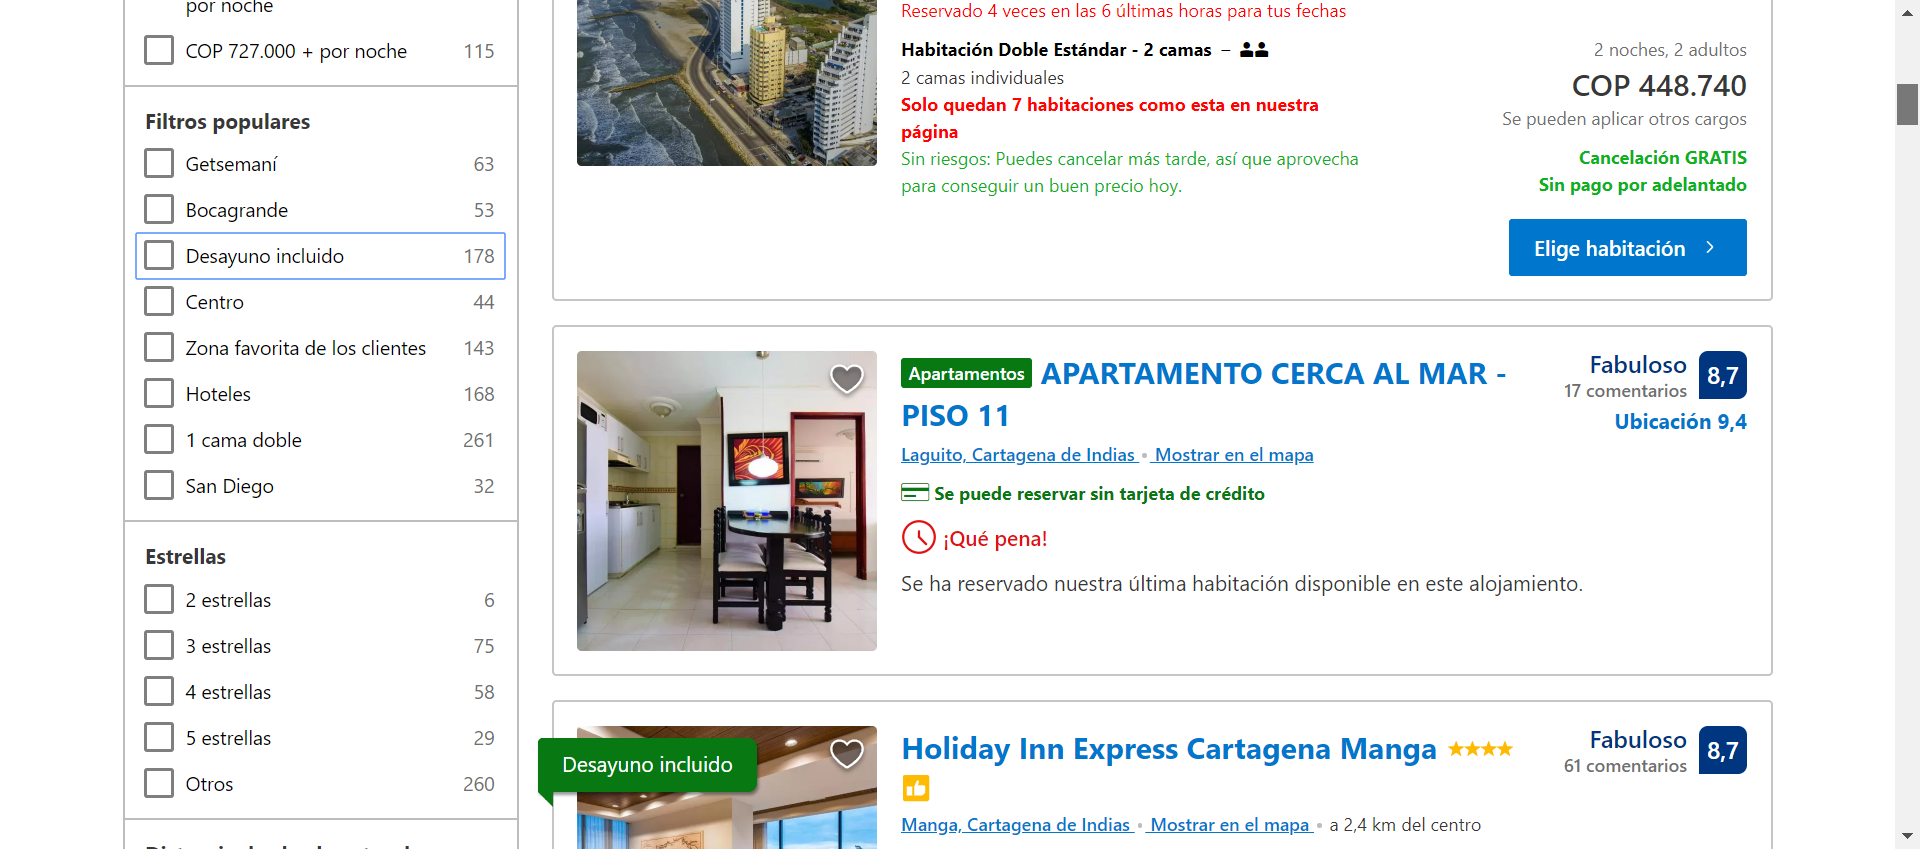 por noche
COP 727.000 + por noche 115
Filtros populares
Getsemaní 63
Bocagrande 53
Desayuno incluido 178
Centro 44
Zona favorita de los clientes 143
Hoteles 168
1 cama doble 261
San Diego 32
Estrellas
2 estrellas 6
3 estrellas 75
4 estrellas 58
5 estrellas 29
Otros 260
Reservado 4 veces en las 6 últimas horas para tus fechas
Habitación Doble Estándar - 2 camas –
2 camas individuales
Solo quedan 7 habitaciones como esta en nuestra
página
Sin riesgos: Puedes cancelar más tarde, así que aprovecha
para conseguir un buen precio hoy.
2 noches, 2 adultos
COP 448.740
Se pueden aplicar otros cargos
Cancelación GRATIS
Sin pago por adelantado
Elige habitación
Apartamentos APARTAMENTO CERCA AL MAR -
PISO 11
Laguito, Cartagena de Indias • Mostrar en el mapa
Se puede reservar sin tarjeta de crédito
¡Qué pena!
Se ha reservado nuestra última habitación disponible en este alojamiento.
Fabuloso 8,7
17 comentarios
Ubicación 9,4
Desayuno incluido
Holiday Inn Express Cartagena Manga
Manga, Cartagena de Indias • Mostrar en el mapa • a 2,4 km del centro
Fabuloso 8,7
61 comentarios